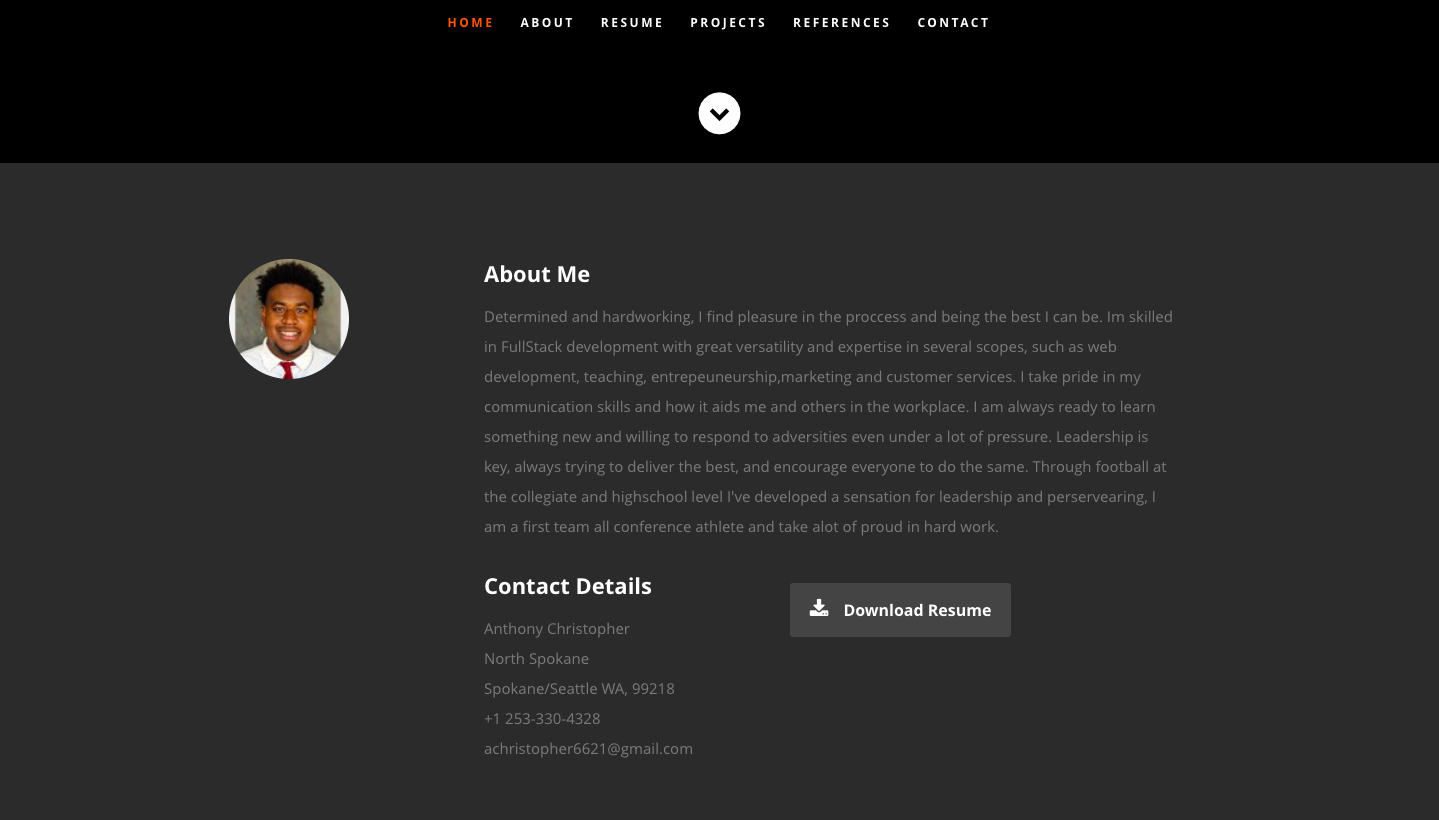 HOME ABOUT RESUME PROJECTS REFERENCES CONTACT
About Me
Determined and hardworking, I find pleasure in the proccess and being the best I can be. Im skilled
in FullStack development with great versatility and expertise in several scopes, such as web
development, teaching, entrepeuneurship,marketing and customer services. I take pride in my
communication skills and how it aids me and others in the workplace. I am always ready to learn
something new and willing to respond to adversities even under a lot of pressure. Leadership is
key, always trying to deliver the best, and encourage everyone to do the same. Through football at
the collegiate and highschool level I've developed a sensation for leadership and perservearing, I
am a first team all conference athlete and take alot of proud in hard work.
Contact Details
Download Resume
Anthony Christopher
North Spokane
Spokane/Seattle WA, 99218
+1 253-330-4328
achristopher6621@gmail.com